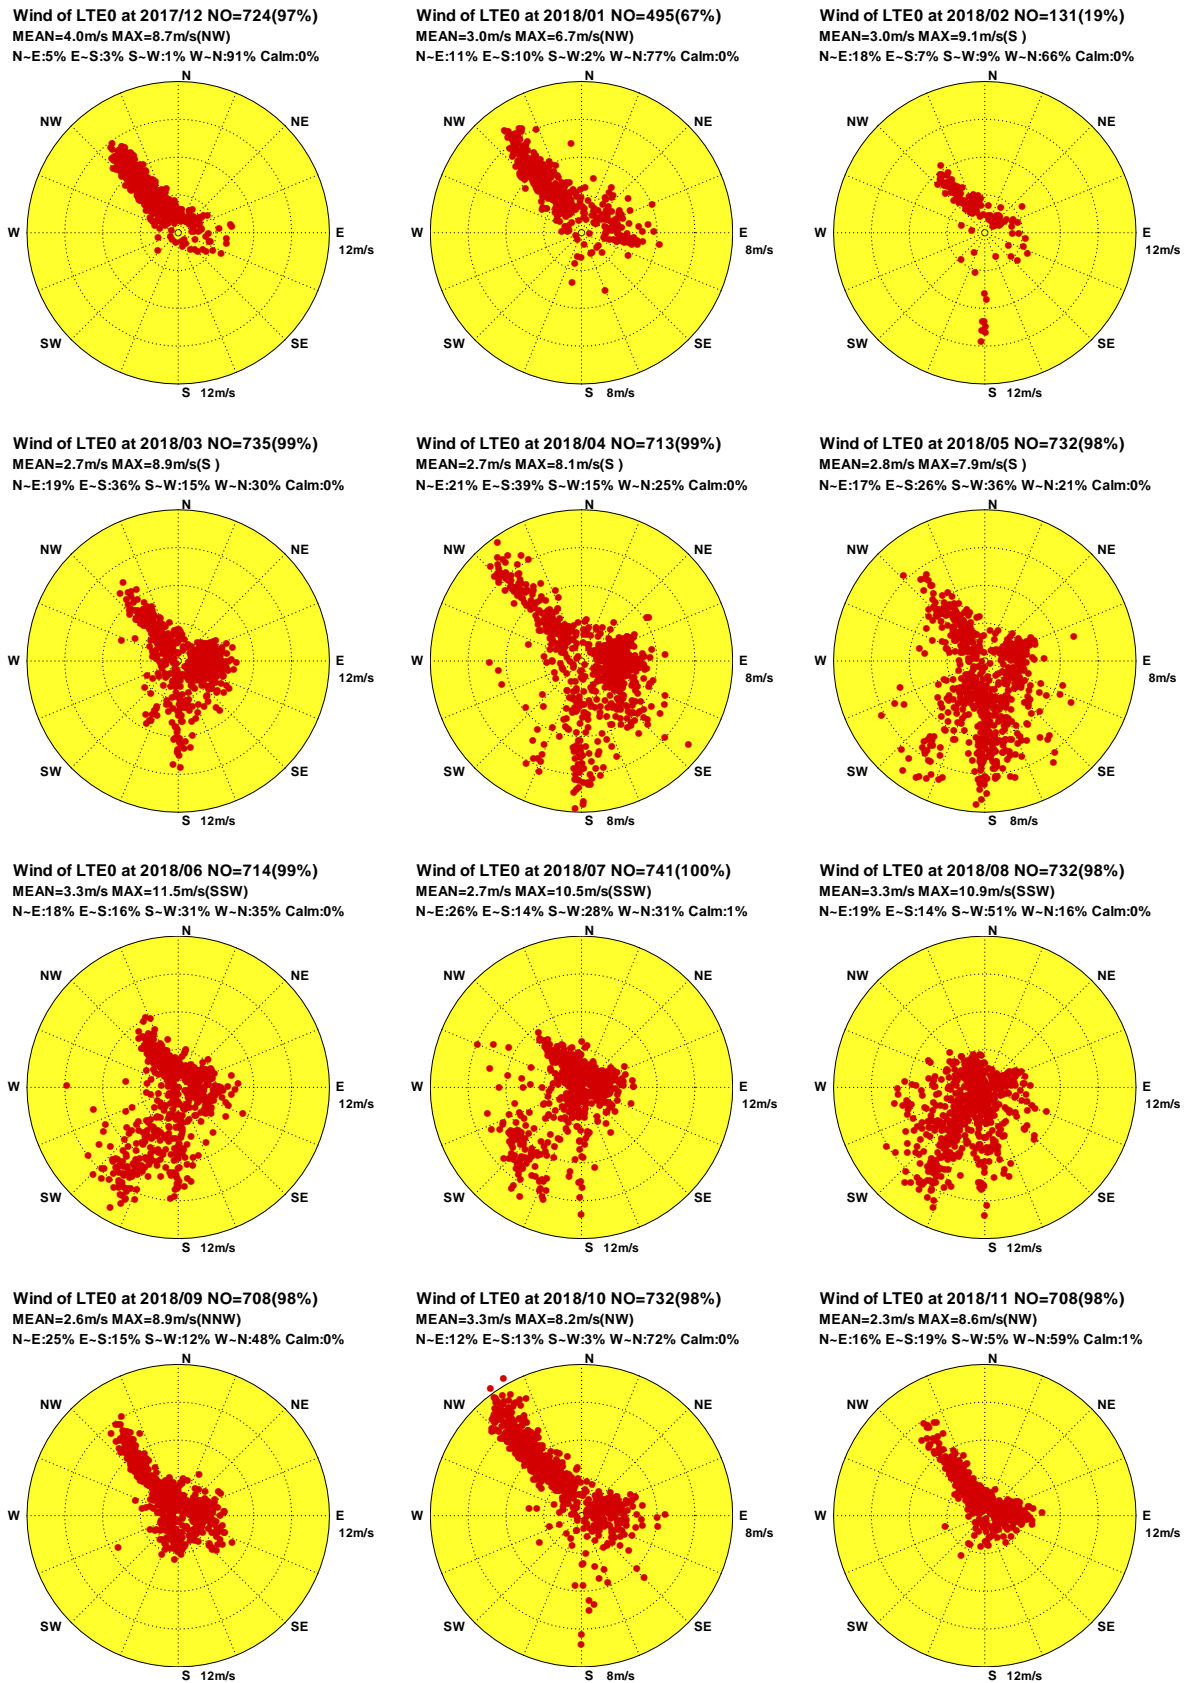 Wind of LTE0 at 2017/12 NO=724(97%)
MEAN=4.0m/s MAX=8.7m/s(NW)
N~E:5% E~S:3% S~W:1% W~N:91% Calm:0%
N
NW
NE
W
E
12m/s
SW
SE
S 12m/s
Wind of LTE0 at 2018/01 NO=495(67%)
MEAN=3.0m/s MAX=6.7m/s(NW)
N~E:11% E~S:10% S~W:2% W~N:77% Calm:0%
N
NW
NE
W
E
8m/s
SW
SE
S 8m/s
Wind of LTE0 at 2018/02 NO=131(19%)
MEAN=3.0m/s MAX=9.1m/s(S )
N~E:18% E~S:7% S~W:9% W~N:66% Calm:0%
N
NW
NE
W
E
12m/s
SW
SE
S 12m/s
Wind of LTE0 at 2018/03 NO=735(99%)
MEAN=2.7m/s MAX=8.9m/s(S )
N~E:19% E~S:36% S~W:15% W~N:30% Calm:0%
N
NW
NE
W
E
12m/s
SW
SE
S 12m/s
Wind of LTE0 at 2018/04 NO=713(99%)
MEAN=2.7m/s MAX=8.1m/s(S )
N~E:21% E~S:39% S~W:15% W~N:25% Calm:0%
N
NW
NE
W
E
8m/s
SW
SE
S 8m/s
Wind of LTE0 at 2018/05 NO=732(98%)
MEAN=2.8m/s MAX=7.9m/s(S )
N~E:17% E~S:26% S~W:36% W~N:21% Calm:0%
N
NW
NE
W
E
8m/s
SW
SE
S 8m/s
Wind of LTE0 at 2018/06 NO=714(99%)
MEAN=3.3m/s MAX=11.5m/s(SSW)
N~E:18% E~S:16% S~W:31% W~N:35% Calm:0%
N
NW
NE
W
E
12m/s
SW
SE
S 12m/s
Wind of LTE0 at 2018/07 NO=741(100%)
MEAN=2.7m/s MAX=10.5m/s(SSW)
N~E:26% E~S:14% S~W:28% W~N:31% Calm:1%
N
NW
NE
W
E
12m/s
SW
SE
S 12m/s
Wind of LTE0 at 2018/08 NO=732(98%)
MEAN=3.3m/s MAX=10.9m/s(SSW)
N~E:19% E~S:14% S~W:51% W~N:16% Calm:0%
N
NW
NE
W
E
12m/s
SW
SE
S 12m/s
Wind of LTE0 at 2018/09 NO=708(98%)
MEAN=2.6m/s MAX=8.9m/s(NNW)
N~E:25% E~S:15% S~W:12% W~N:48% Calm:0%
N
NW
NE
W
E
12m/s
SW
SE
S 12m/s
Wind of LTE0 at 2018/10 NO=732(98%)
MEAN=3.3m/s MAX=8.2m/s(NW)
N~E:12% E~S:13% S~W:3% W~N:72% Calm:0%
N
NW
NE
W
E
8m/s
SW
SE
S 8m/s
Wind of LTE0 at 2018/11 NO=708(98%)
MEAN=2.3m/s MAX=8.6m/s(NW)
N~E:16% E~S:19% S~W:5% W~N:59% Calm:1%
N
NW
NE
W
E
12m/s
SW
SE
S 12m/s